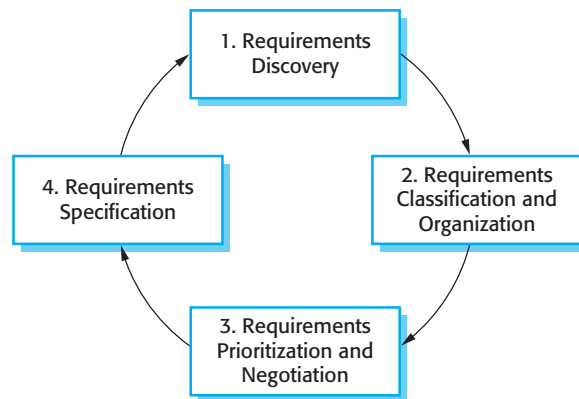 1. Requirements
Discovery
2. Requirements
Classification and
Organization
3. Requirements
Prioritization and
Negotiation
4. Requirements
Specification